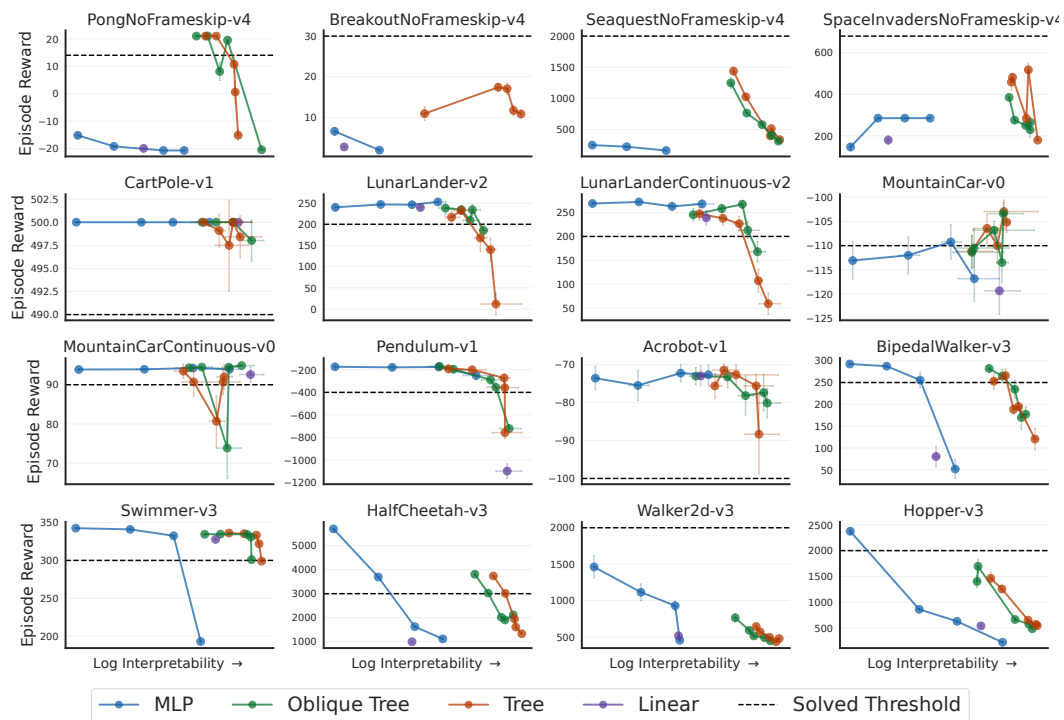 PongNoFrameskip-v4 BreakoutNoFrameskip-v4 SeaquestNoFrameskip-v4 SpaceInvadersNoFrameskip-v4
Episode Reward
20 10 0 −10 −20
30 20 10
2000 1500 1000 500
600 400 200
CartPole-v1 LunarLander-v2 LunarLanderContinuous-v2 MountainCar-v0
Episode Reward
502.5 500.0 497.5 495.0 492.5 490.0
250 200 150 100 50 0
250 200 150 100 50
−100 −105 −110 −115 −120 −125
MountainCarContinuous-v0 Pendulum-v1 Acrobot-v1 BipedalWalker-v3
Episode Reward
90 80 70
−200 −400 −600 −800 −1000 −1200
−70 −80 −90 −100
300 250 200 150 100 50
Swimmer-v3 HalfCheetah-v3 Walker2d-v3 Hopper-v3
Episode Reward
350 300 250 200
5000 4000 3000 2000 1000
2000 1500 1000 500
2500 2000 1500 1000 500
Log Interpretability → Log Interpretability → Log Interpretability → Log Interpretability →
MLP Oblique Tree Tree Linear Solved Threshold